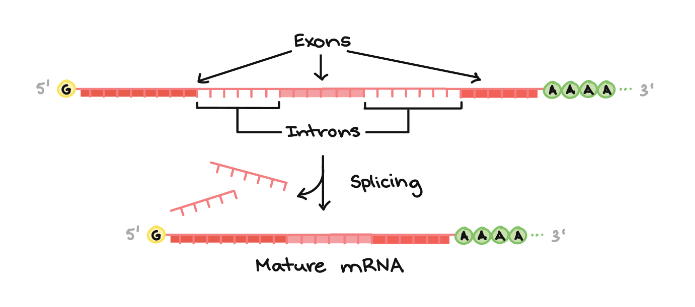 Exons
5' G A A A A ... 3'
Introns
Splicing
5' G A A A A ... 3'
Mature mRNA